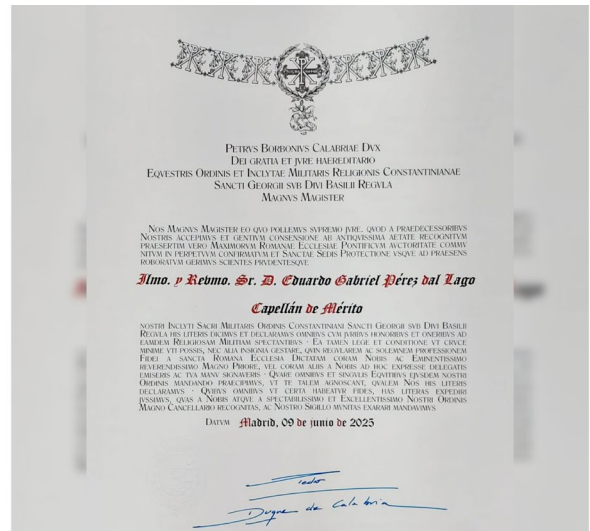 PETRVS BORBONIVS CALABRIAE DVX
DEI GRATIA ET JVRE HAEREDITARIO
EQVESTRIS ORDINIS ET INCLYTAE MILITARIS RELIGIONIS CONSTANTINIANAE
SANCTI GEORGII SVB DIVI BASILII REGVLA
MAGNVS MAGISTER
NOS MAGNVS MAGISTER EO QVO POLLEMVS SVPREMO JVRE, QVOD A PRAEDECESSORIBVS
NOSTRIS ACCEPIMVS ET GENTIVM CONSENSIONE AB ANTIQVISSIMA AETATE RECOGNITVM
PRAESERTIM VERO MAXIMORVM ROMANAE ECCLESIAE PONTIFICVM AVCTORITATE COMMV
NITVM IN PERPETVVM CONFIRMATVM ET SANCTAE SEDIS PROTECTIONE VSQVE AD PRAESENS
ROBORATVM GERIMVS SCIENTES PRVDENTESQVE
Ilmo. y Revmo. Sr. D. Eduardo Gabriel Pérez dal Lago
Capellán de Mérito
NOSTRI INCLYTI SACRI MILITARIS ORDINIS CONSTANTINIANI SANCTI GEORGII SVB DIVI BASILII
REGVLA HIS LITERIS DICIMVS ET DECLARAMVS OMNIBVS CVM JVRIBVS HONORIBVS ET ONERIBVS AD
EAMDEM RELIGIOSAM MILITIAM SPECTANTIBVS · EA TAMEN LEGE ET CONDITIONE VT CRVCE
MINIME VTI POSSIS, NEC ALIA INSIGNIA GESTARE, QVIN REGVLAREM AC SOLEMNEM PROFESSIONEM
FIDEI A SANCTA ROMANA ECCLESIA DICTATAM CORAM NOBIS AC EMINENTISSIMO
REVERENDISSIMO MAGNO PRIORE, VEL CORAM ALIIS A NOBIS AD HOC EXPRESSE DELEGATIS
EMISERIS AC TVA MANV SIGNAVERIS · QVARE OMNIBVS ET SINGVLIS EQVITIBVS EJVSDEM NOSTRI
ORDINIS MANDANDO PRAECIPIMVS, VT TE TALEM AGNOSCANT, QVALEM NOS HIS LITERIS
DECLARAMVS · QVIBVS OMNIBVS VT CERTA HABEATVR FIDES, HAS LITERAS EXPEDIRI
JVSSIMVS, QVAS A NOBIS ATQVE A SPECTABILISSIMO ET EXCELLENTISSIMO NOSTRI ORDINIS
MAGNO CANCELLARIO RECOGNITAS, AC NOSTRO SIGILLO MVNITAS EXARARI MANDAVIMVS
DATVM Madrid, 09 de junio de 2025
Pedro
Duque de Calabria